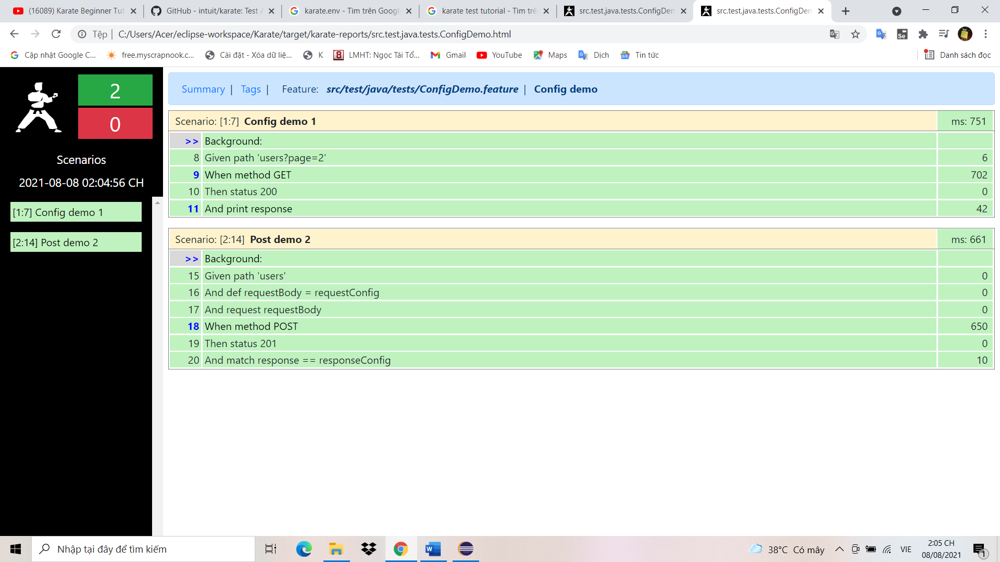 (16089) Karate Beginner Tut
GitHub - intuit/karate: Test A
karate.env - Tìm trên Googl
karate test tutorial - Tìm trê
src.test.java.tests.ConfigDem
src.test.java.tests.ConfigDem
Tệp
C:/Users/Acer/eclipse-workspace/Karate/target/karate-reports/src.test.java.tests.ConfigDemo.html
Se
Cập nhật Google C...
free.myscrapnook.c...
Cài đặt - Xóa dữ liệ...
K
LMHT: Ngọc Tái Tổ...
Gmail
YouTube
Maps
Dịch
Tin tức
Danh sách đọc
2
0
Scenarios
2021-08-08 02:04:56 CH
[1:7] Config demo 1
[2:14] Post demo 2
Summary | Tags | Feature: src/test/java/tests/ConfigDemo.feature | Config demo
Scenario: [1:7] Config demo 1 ms: 751
>> Background:
8 Given path 'users?page=2' 6
9 When method GET 702
10 Then status 200 0
11 And print response 42
Scenario: [2:14] Post demo 2 ms: 661
>> Background:
15 Given path 'users' 0
16 And def requestBody = requestConfig 0
17 And request requestBody 0
18 When method POST 650
19 Then status 201 0
20 And match response == responseConfig 10
Nhập tại đây để tìm kiếm
38°C Có mây
VIE
2:05 CH
08/08/2021
1